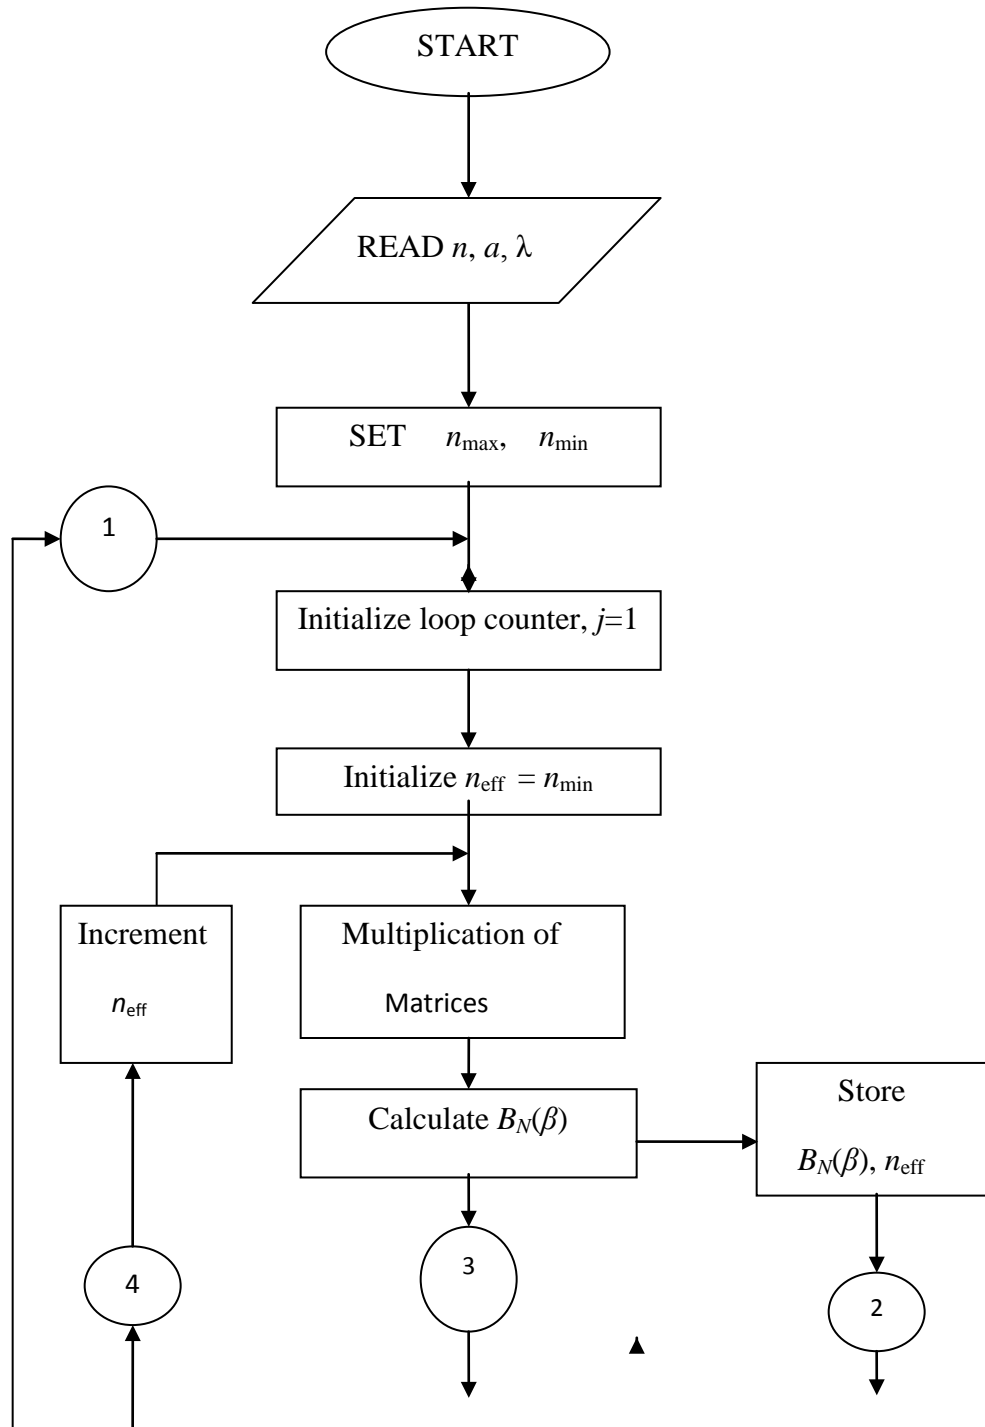 START
READ n, a, λ
SET n_max, n_min
1
Initialize loop counter, j=1
Initialize n_eff = n_min
Increment
n_eff
Multiplication of
Matrices
Calculate B_N(β)
Store
B_N(β), n_eff
4
3
2